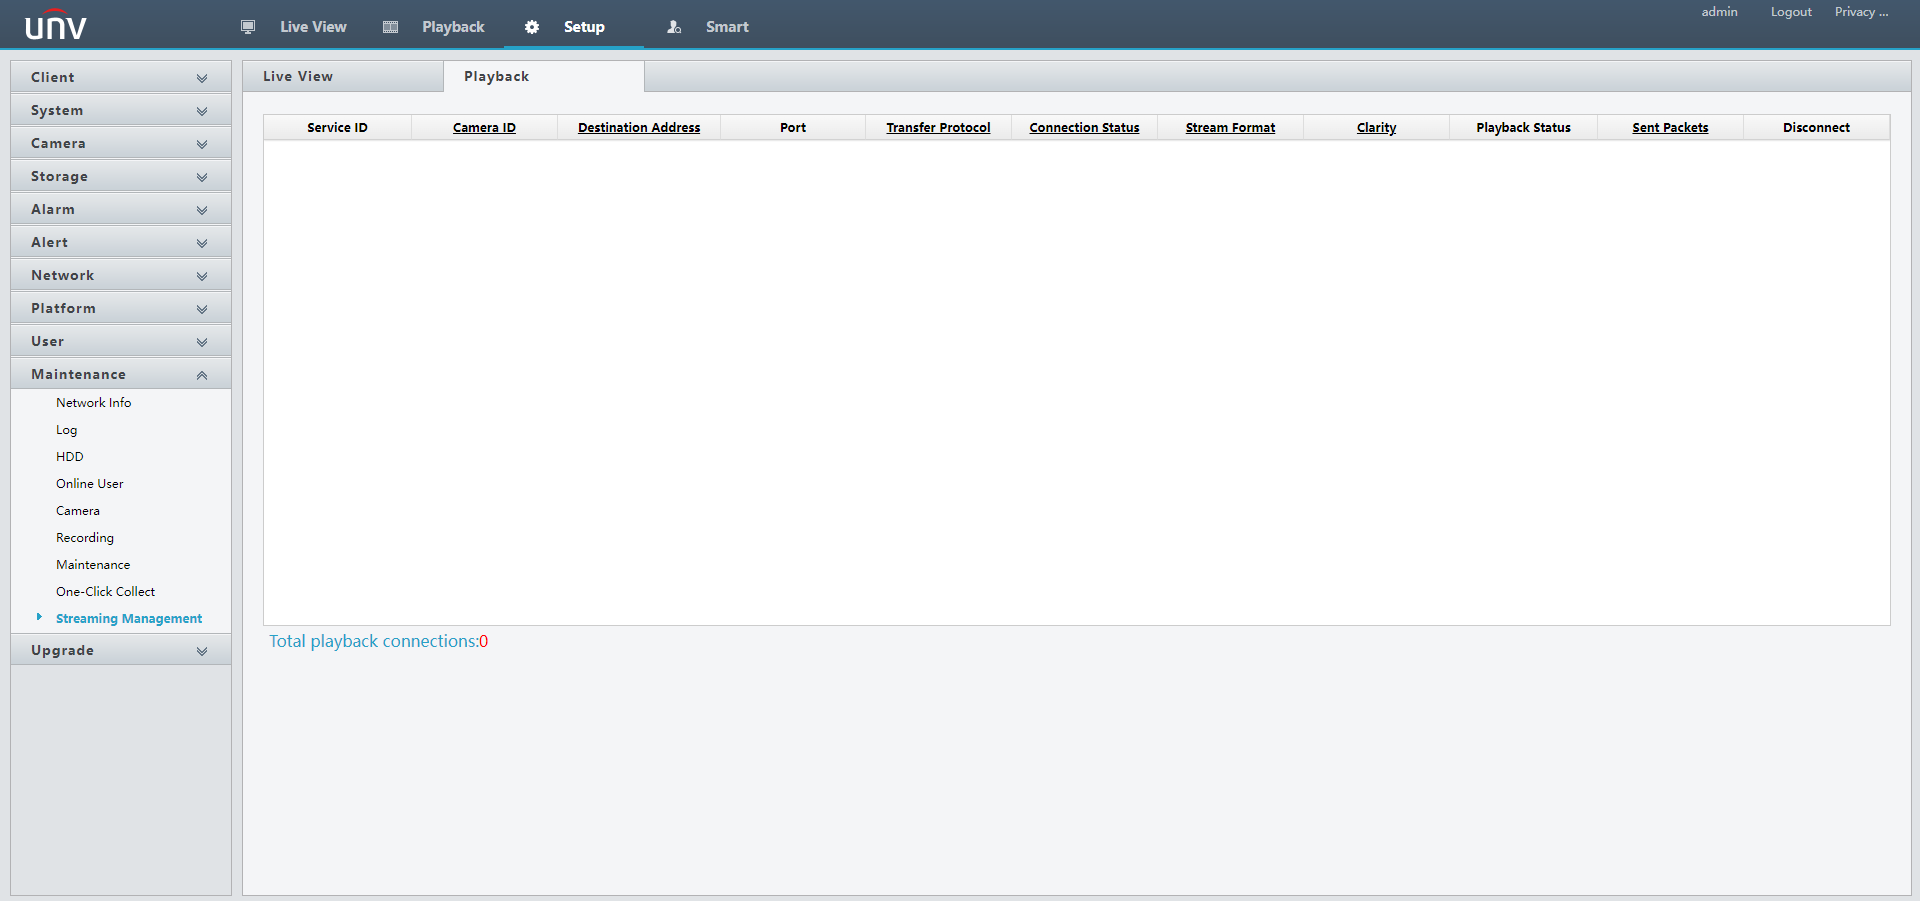 unv
Live View
Playback
Setup
Smart
admin
Logout
Privacy ...
Client
System
Camera
Storage
Alarm
Alert
Network
Platform
User
Maintenance
Network Info
Log
HDD
Online User
Camera
Recording
Maintenance
One-Click Collect
Streaming Management
Upgrade
Live View
Playback
Service ID
Camera ID
Destination Address
Port
Transfer Protocol
Connection Status
Stream Format
Clarity
Playback Status
Sent Packets
Disconnect
Total playback connections:0